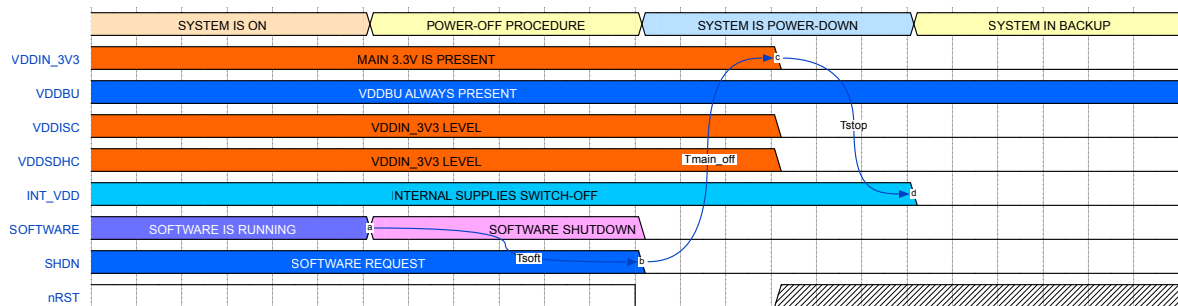 SYSTEM IS ON POWER-OFF PROCEDURE SYSTEM IS POWER-DOWN SYSTEM IN BACKUP
VDDIN_3V3 MAIN 3.3V IS PRESENT c
VDDBU VDDBU ALWAYS PRESENT
VDDISC VDDIN_3V3 LEVEL Tstop
VDDSDHC VDDIN_3V3 LEVEL Tmain_off
INT_VDD INTERNAL SUPPLIES SWITCH-OFF d
SOFTWARE SOFTWARE IS RUNNING a SOFTWARE SHUTDOWN
SHDN SOFTWARE REQUEST Tsoft b
nRST